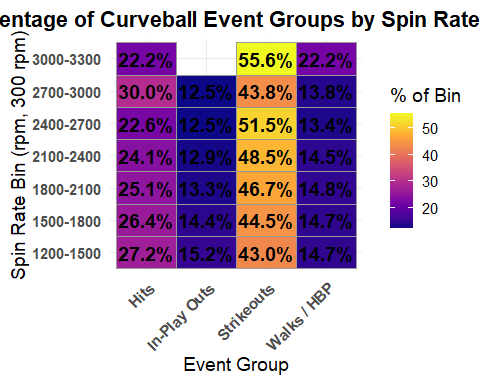 entage of Curveball Event Groups by Spin Rate
Spin Rate Bin (rpm, 300 rpm)
3000-3300 22.2% 55.6% 22.2%
2700-3000 30.0% 12.5% 43.8% 13.8%
2400-2700 22.6% 12.5% 51.5% 13.4%
2100-2400 24.1% 12.9% 48.5% 14.5%
1800-2100 25.1% 13.3% 46.7% 14.8%
1500-1800 26.4% 14.4% 44.5% 14.7%
1200-1500 27.2% 15.2% 43.0% 14.7%
Hits In-Play Outs Strikeouts Walks / HBP
Event Group
% of Bin
50
40
30
20